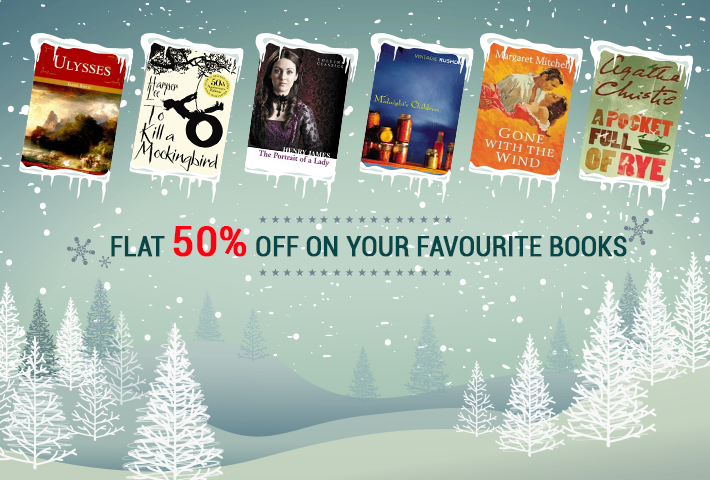 ULYSSES
Harper
Lee
To
Kill a
Mockingbird
HENRY JAMES
The Portrait of a Lady
VINTAGE RUSHDIE
Midnight's Children
Margaret Mitchell
GONE
WITH THE
WIND
Agatha
Christie
A POCKET
FULL
OF RYE
FLAT 50% OFF ON YOUR FAVOURITE BOOKS